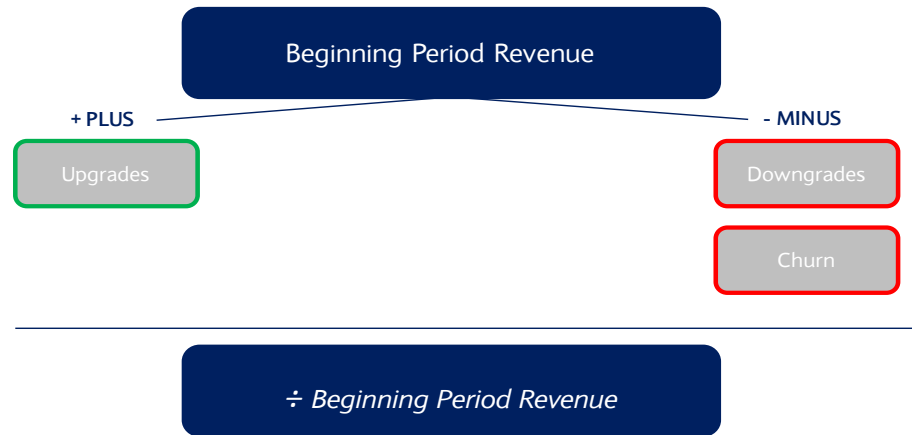 Beginning Period Revenue
+ PLUS
- MINUS
Upgrades
Downgrades
Churn
÷ Beginning Period Revenue